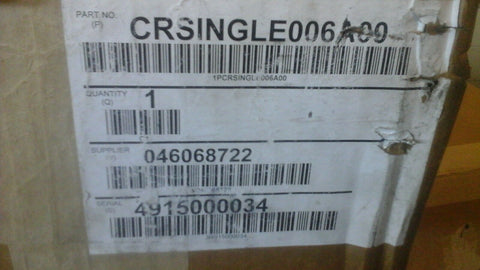 PART NO.
(P)
CRSINGLE006A00
1PCRSINGLE006A00
QUANTITY
(Q)
1
SUPPLIER
046068722
SERIAL
4915000034